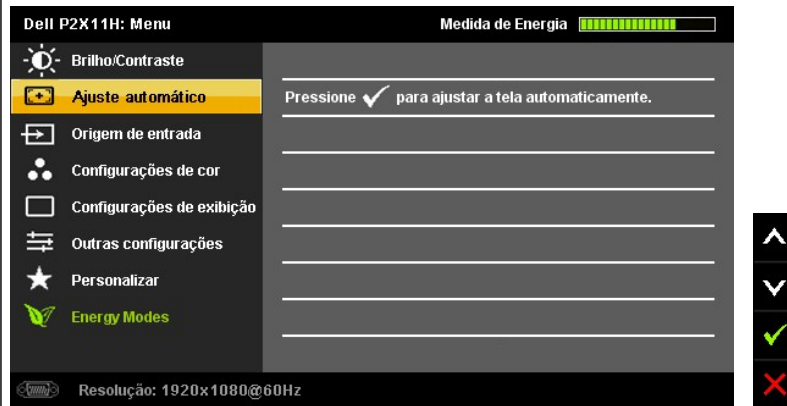 Dell P2X11H: Menu
Medida de Energia
Brilho/Contraste
Ajuste automático
Pressione ✓ para ajustar a tela automaticamente.
Origem de entrada
Configurações de cor
Configurações de exibição
Outras configurações
Personalizar
Energy Modes
Resolução: 1920x1080@60Hz